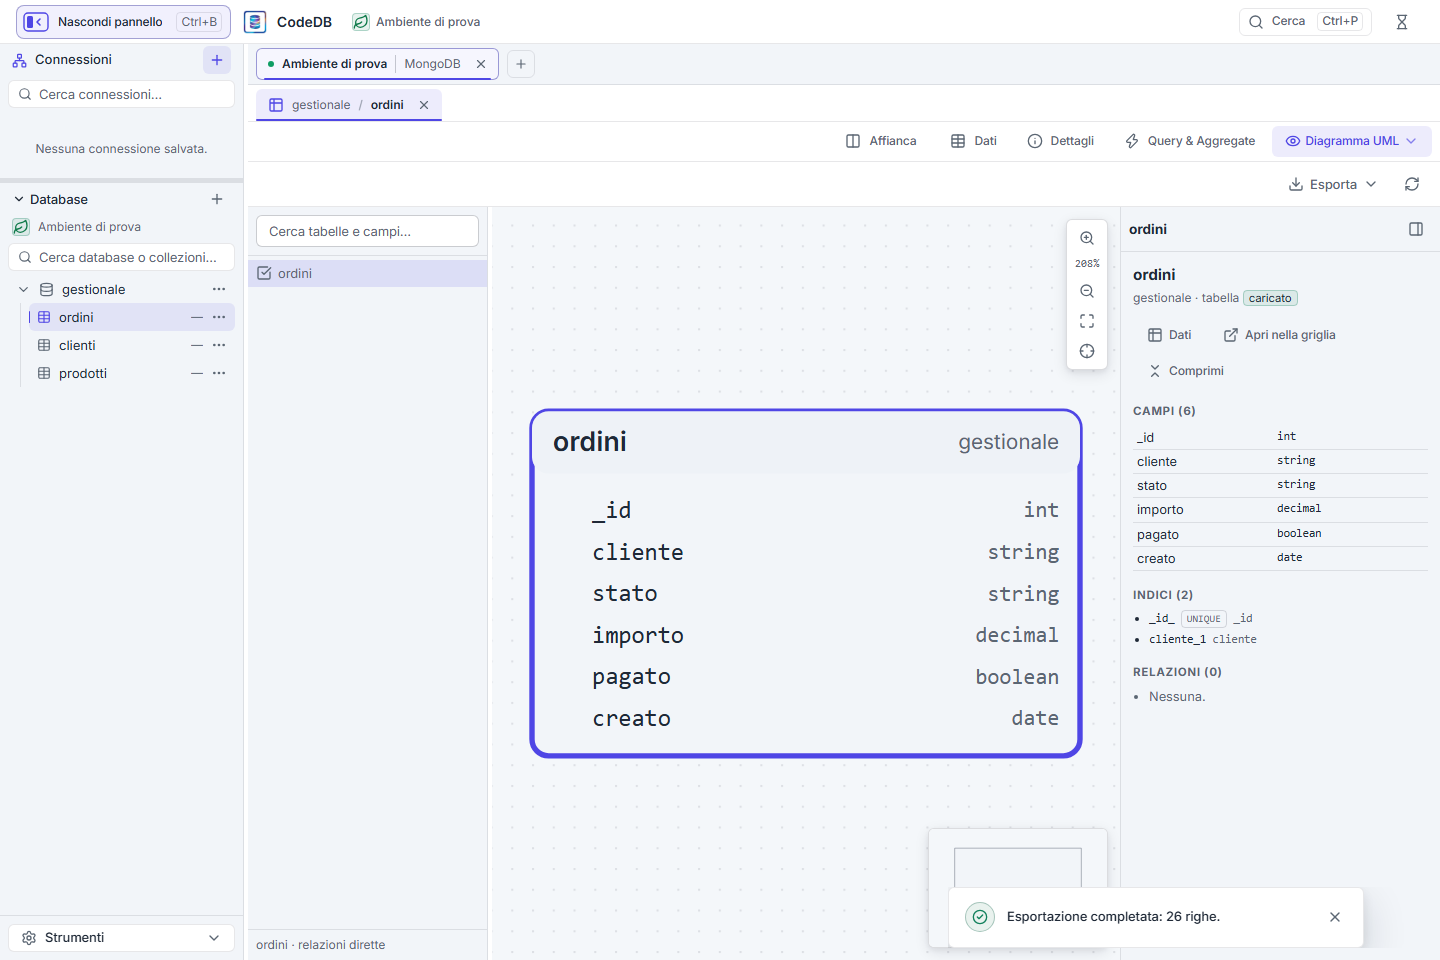 Nascondi pannello Ctrl+B CodeDB Ambiente di prova Cerca Ctrl+P
Connessioni
Cerca connessioni...
Nessuna connessione salvata.
Database
Ambiente di prova
Cerca database o collezioni...
gestionale
ordini
clienti
prodotti
Strumenti
Ambiente di prova MongoDB
gestionale / ordini
Affianca Dati Dettagli Query & Aggregate Diagramma UML
Esporta
Cerca tabelle e campi...
ordini
ordini · relazioni dirette
208%
ordini gestionale
_id int
cliente string
stato string
importo decimal
pagato boolean
creato date
ordini
ordini
gestionale · tabella caricato
Dati Apri nella griglia
Comprimi
CAMPI (6)
_id int
cliente string
stato string
importo decimal
pagato boolean
creato date
INDICI (2)
_id_ UNIQUE _id
cliente_1 cliente
RELAZIONI (0)
Nessuna.
Esportazione completata: 26 righe.